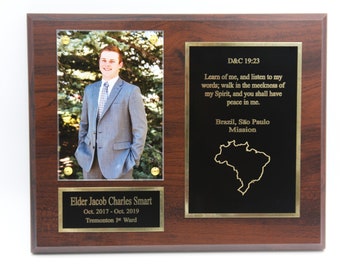 D&C 19:23
Learn of me, and listen to my
words; walk in the meekness of
my Spirit, and you shall have
peace in me.
Brazil, São Paulo
Mission
Elder Jacob Charles Smart
Oct. 2017 - Oct. 2019
Tremonton 1st Ward